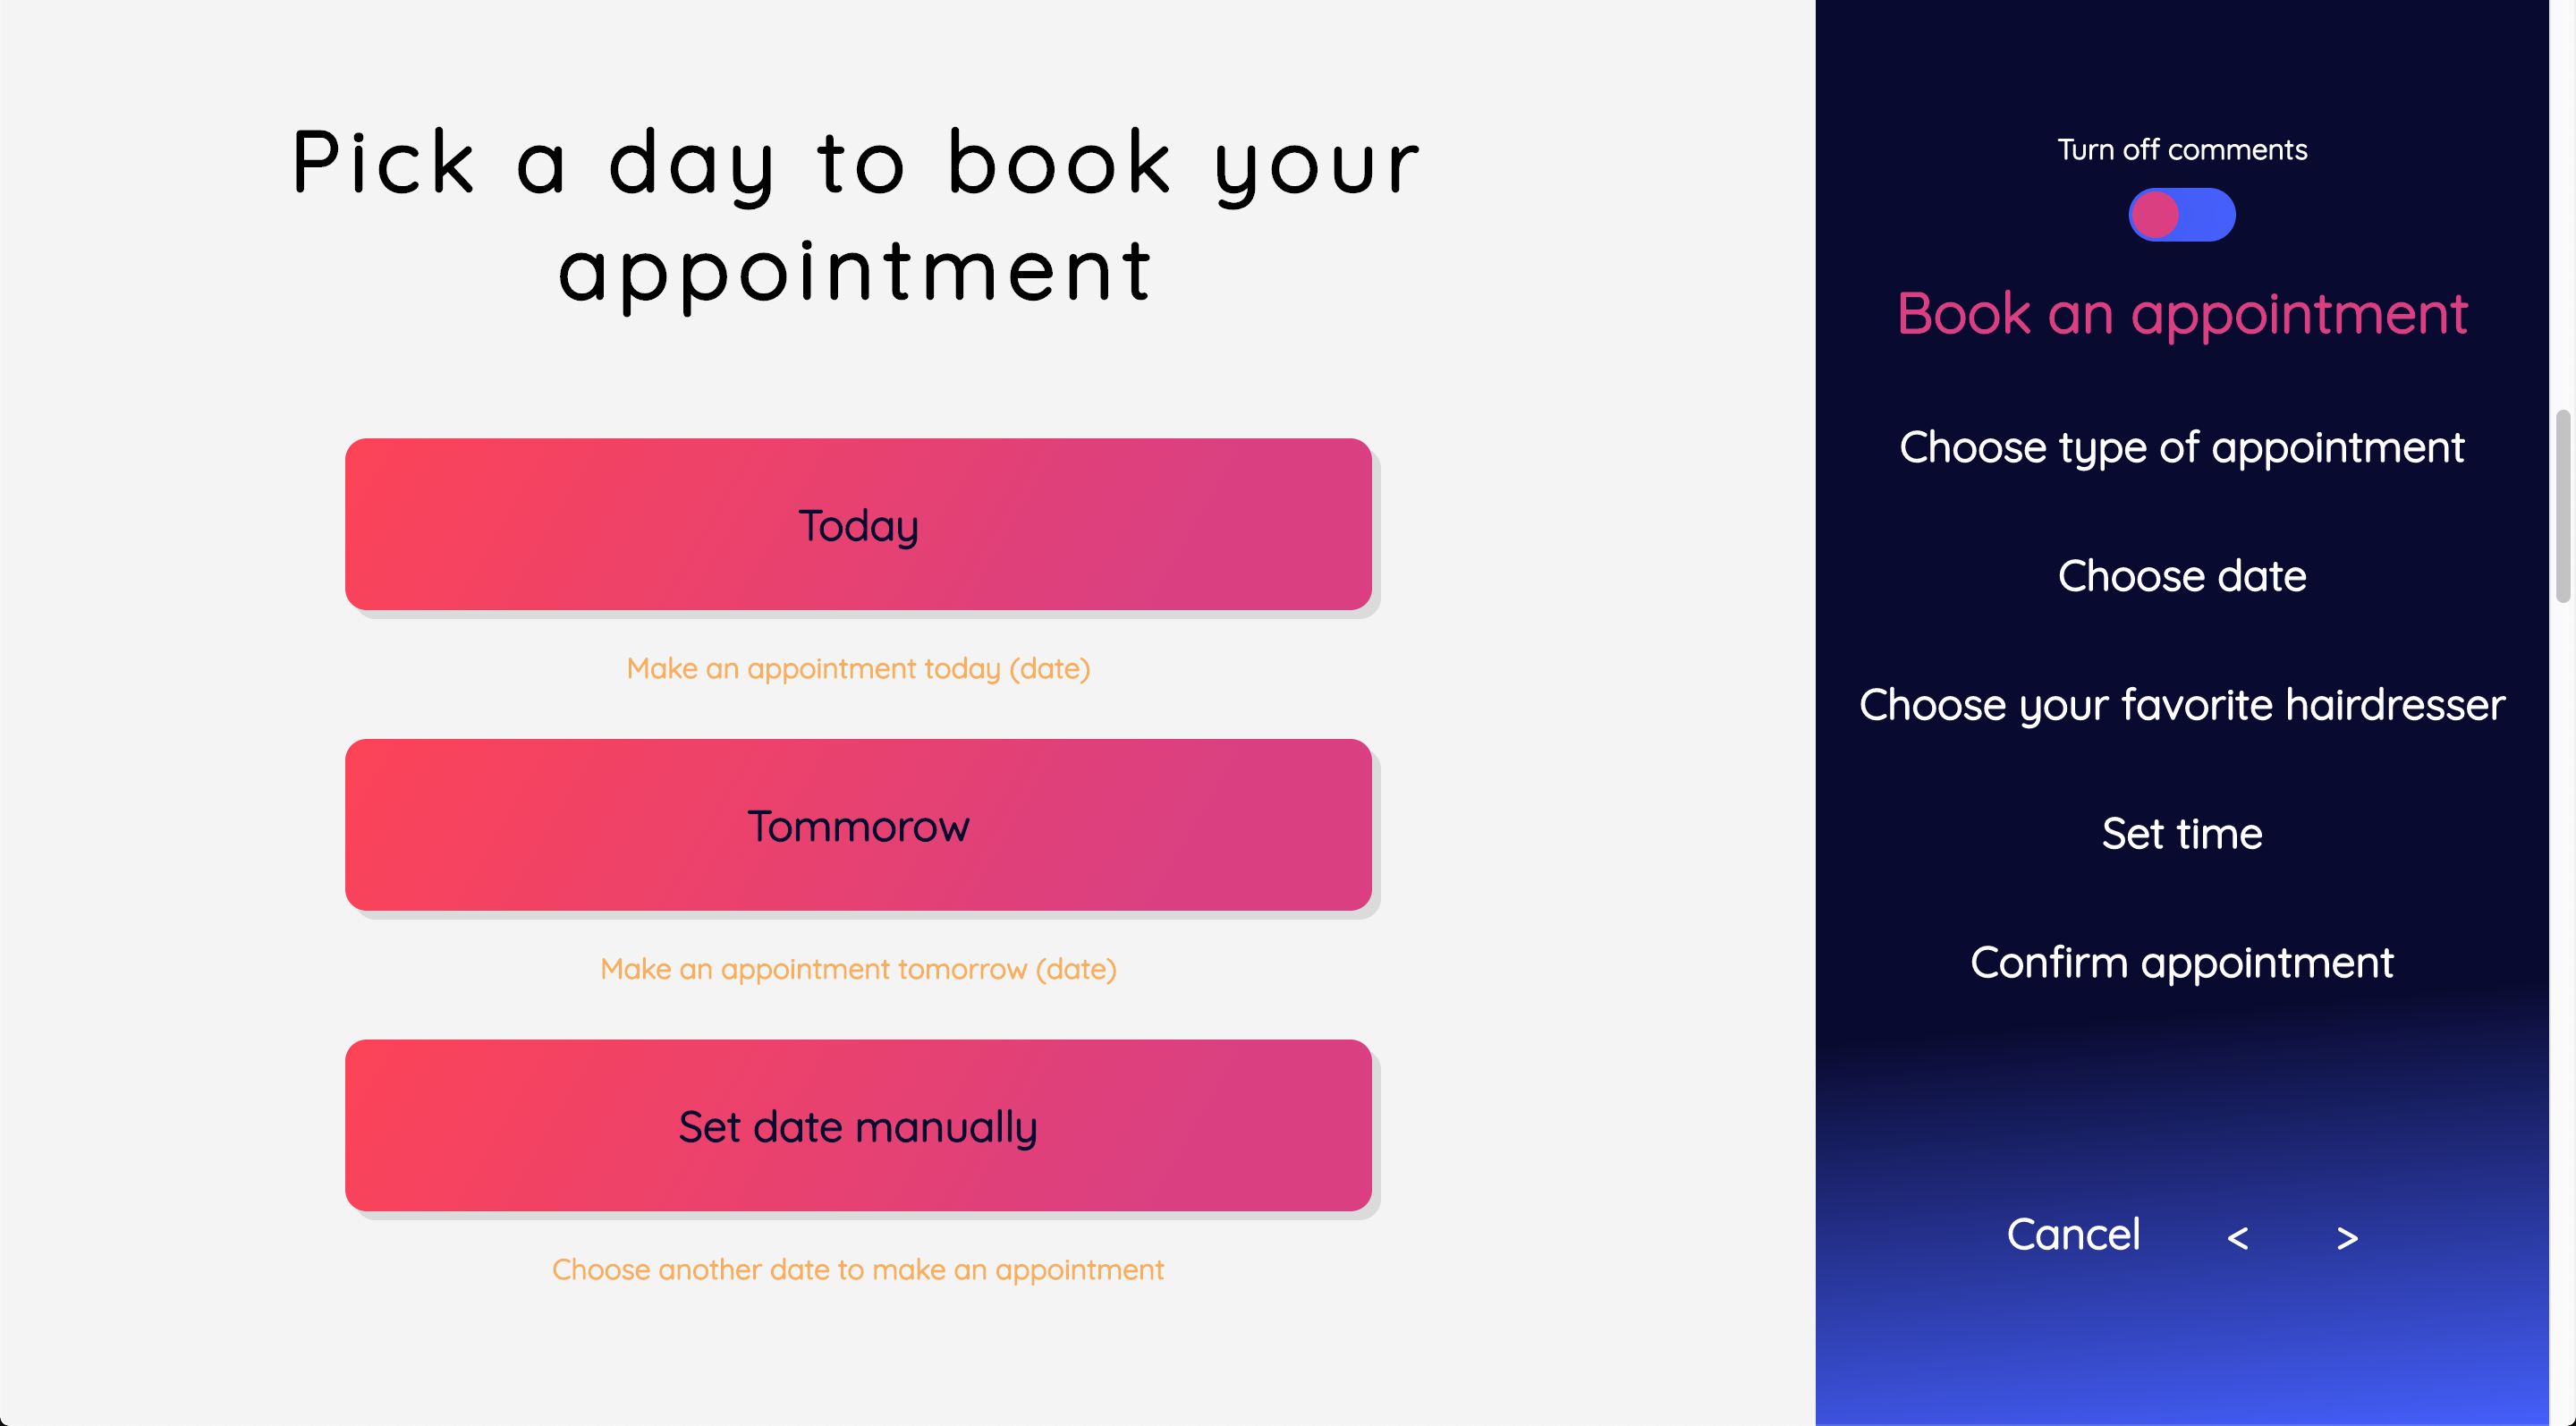 Pick a day to book your
appointment
Today
Make an appointment today (date)
Tommorow
Make an appointment tomorrow (date)
Set date manually
Choose another date to make an appointment
Turn off comments
Book an appointment
Choose type of appointment
Choose date
Choose your favorite hairdresser
Set time
Confirm appointment
Cancel < >